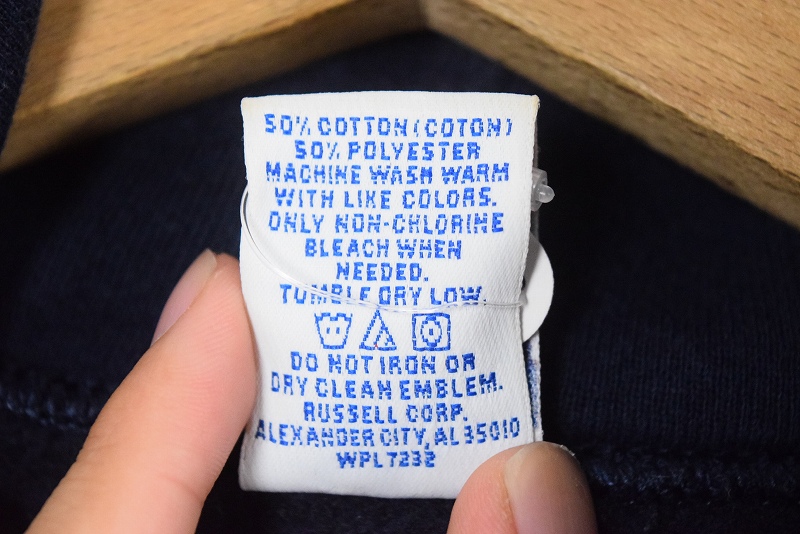 50% COTTON (COTON)
50% POLYESTER
MACHINE WASH WARM
WITH LIKE COLORS.
ONLY NON-CHLORINE
BLEACH WHEN
NEEDED.
TUMBLE DRY LOW.
DO NOT IRON OR
DRY CLEAN EMBLEM.
RUSSELL CORP.
ALEXANDER CITY, AL 35010
WPLT232